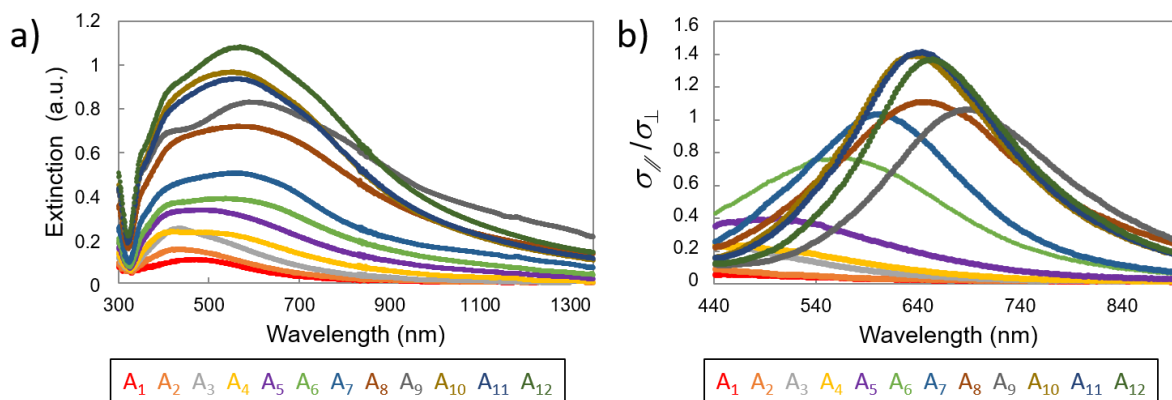 a)
Extinction (a.u.)
1.2
1
0.8
0.6
0.4
0.2
0
300 500 700 900 1100 1300
Wavelength (nm)
A₁ A₂ A₃ A₄ A₅ A₆ A₇ A₈ A₉ A₁₀ A₁₁ A₁₂
b)
σ∥/σ⊥
1.6
1.4
1.2
1
0.8
0.6
0.4
0.2
0
440 540 640 740 840
Wavelength (nm)
A₁ A₂ A₃ A₄ A₅ A₆ A₇ A₈ A₉ A₁₀ A₁₁ A₁₂